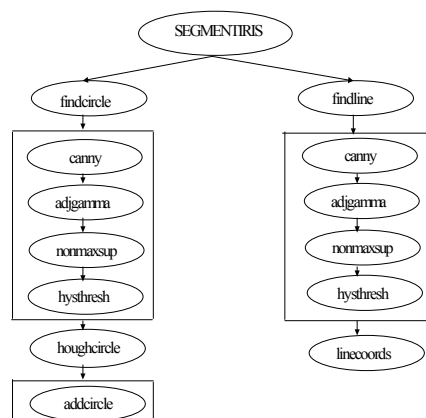 SEGMENTIRIS
findcircle
findline
canny
adjgamma
nonmaxsup
hysthresh
houghcircle
addcircle
canny
adjgamma
nonmaxsup
hysthresh
linecoords